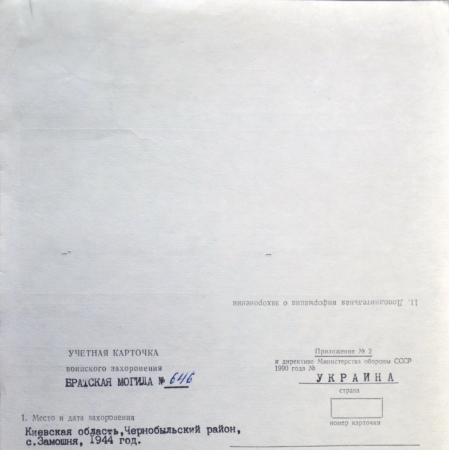 11. Дополнительная информация о захоронении
УЧЕТНАЯ КАРТОЧКА
воинского захоронения
БРАТСКАЯ МОГИЛА № 646
Приложение № 2
к директиве Министерства обороны СССР
1990 года №
УКРАИНА
страна
номер карточки
1. Место и дата захоронения
Киевская область,Чернобыльский район,
с.Замошня, 1944 год.